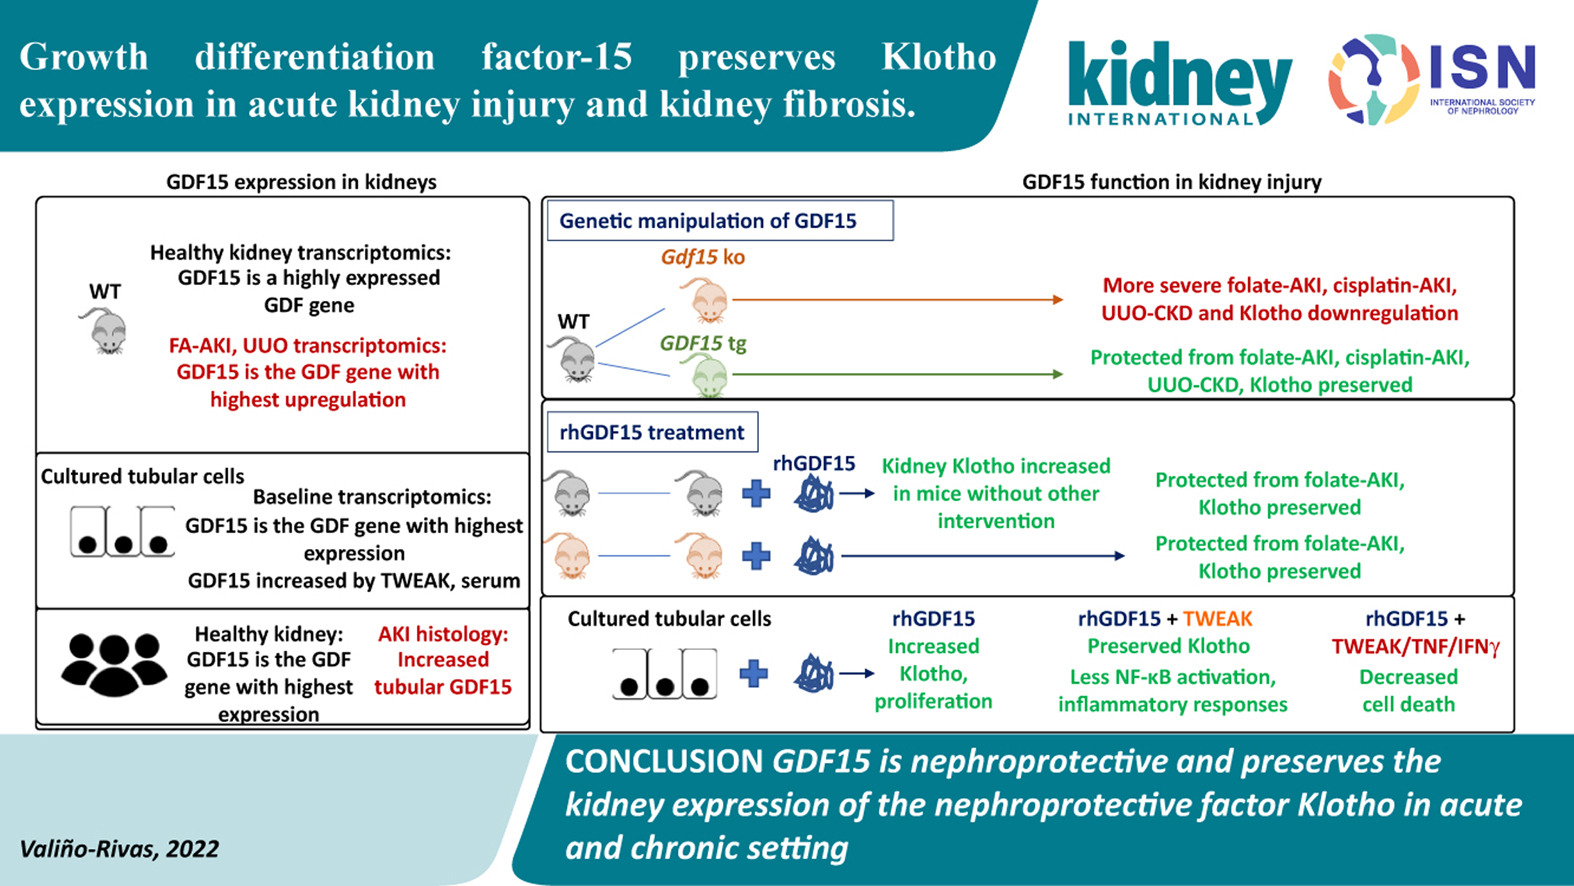 Growth differentiation factor-15 preserves Klotho
expression in acute kidney injury and kidney fibrosis.
kidney
INTERNATIONAL
ISN
INTERNATIONAL SOCIETY
OF NEPHROLOGY
GDF15 expression in kidneys
WT
Healthy kidney transcriptomics:
GDF15 is a highly expressed
GDF gene
FA-AKI, UUO transcriptomics:
GDF15 is the GDF gene with
highest upregulation
Cultured tubular cells
Baseline transcriptomics:
GDF15 is the GDF gene with highest
expression
GDF15 increased by TWEAK, serum
Healthy kidney:
GDF15 is the GDF
gene with highest
expression
AKI histology:
Increased
tubular GDF15
GDF15 function in kidney injury
Genetic manipulation of GDF15
Gdf15 ko
WT
GDF15 tg
More severe folate-AKI, cisplatin-AKI,
UUO-CKD and Klotho downregulation
Protected from folate-AKI, cisplatin-AKI,
UUO-CKD, Klotho preserved
rhGDF15 treatment
rhGDF15
Kidney Klotho increased
in mice without other
intervention
Protected from folate-AKI,
Klotho preserved
Protected from folate-AKI,
Klotho preserved
Cultured tubular cells
rhGDF15
Increased
Klotho,
proliferation
rhGDF15 + TWEAK
Preserved Klotho
Less NF-κB activation,
inflammatory responses
rhGDF15 +
TWEAK/TNF/IFNγ
Decreased
cell death
Valiño-Rivas, 2022
CONCLUSION GDF15 is nephroprotective and preserves the
kidney expression of the nephroprotective factor Klotho in acute
and chronic setting